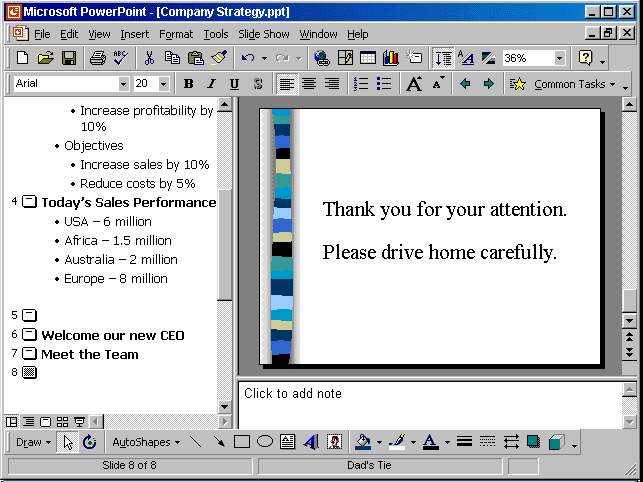 Microsoft PowerPoint - [Company Strategy.ppt]
File Edit View Insert Format Tools Slide Show Window Help
ABC 36% ?
Arial 20 B I U S A A Common Tasks
• Increase profitability by
10%
• Objectives
• Increase sales by 10%
• Reduce costs by 5%
4 Today's Sales Performance
• USA – 6 million
• Africa – 1.5 million
• Australia – 2 million
• Europe – 8 million
5
6 Welcome our new CEO
7 Meet the Team
8
Thank you for your attention.
Please drive home carefully.
Click to add note
Draw AutoShapes A A
Slide 8 of 8 Dad's Tie